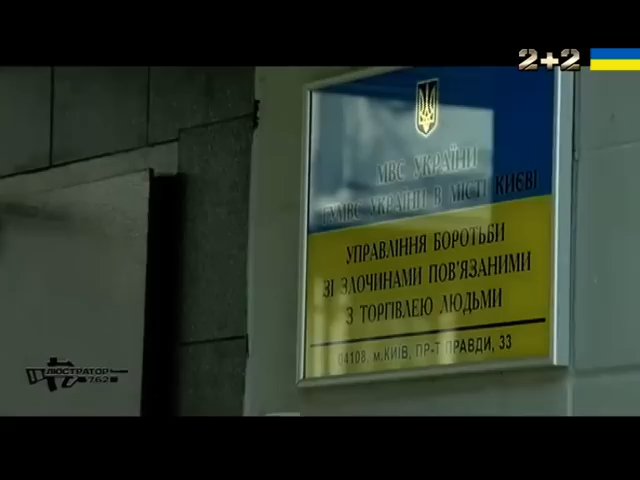 2+2
МВС УКРАЇНИ
ГУМВС УКРАЇНИ В МІСТІ КИЄВІ
УПРАВЛІННЯ БОРОТЬБИ
ЗІ ЗЛОЧИНАМИ ПОВ'ЯЗАНИМИ
З ТОРГІВЛЕЮ ЛЮДЬМИ
04108, м.КИЇВ, ПР-Т ПРАВДИ, 33
ЛЮСТРАТОР
7.62